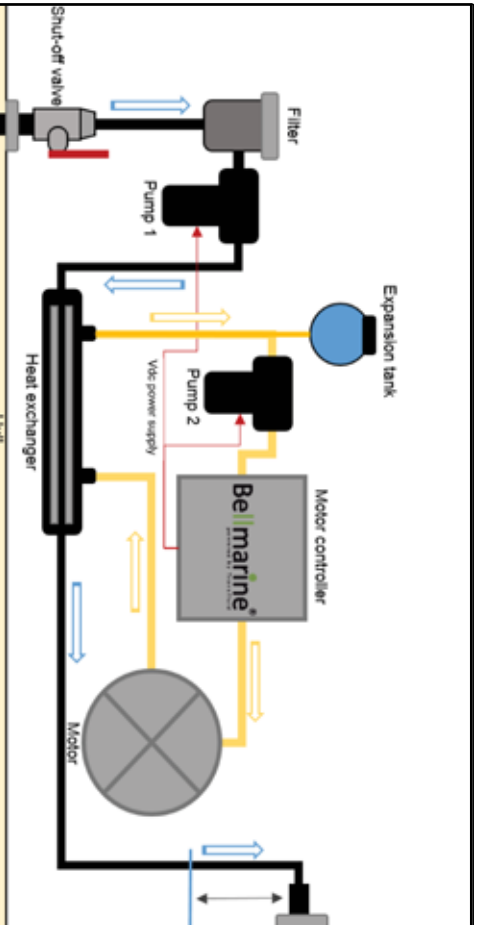 Shut-off valve
Filter
Pump 1
Expansion tank
Pump 2
Vdc power supply
Heat exchanger
Motor controller
Bellmarine®
Motor